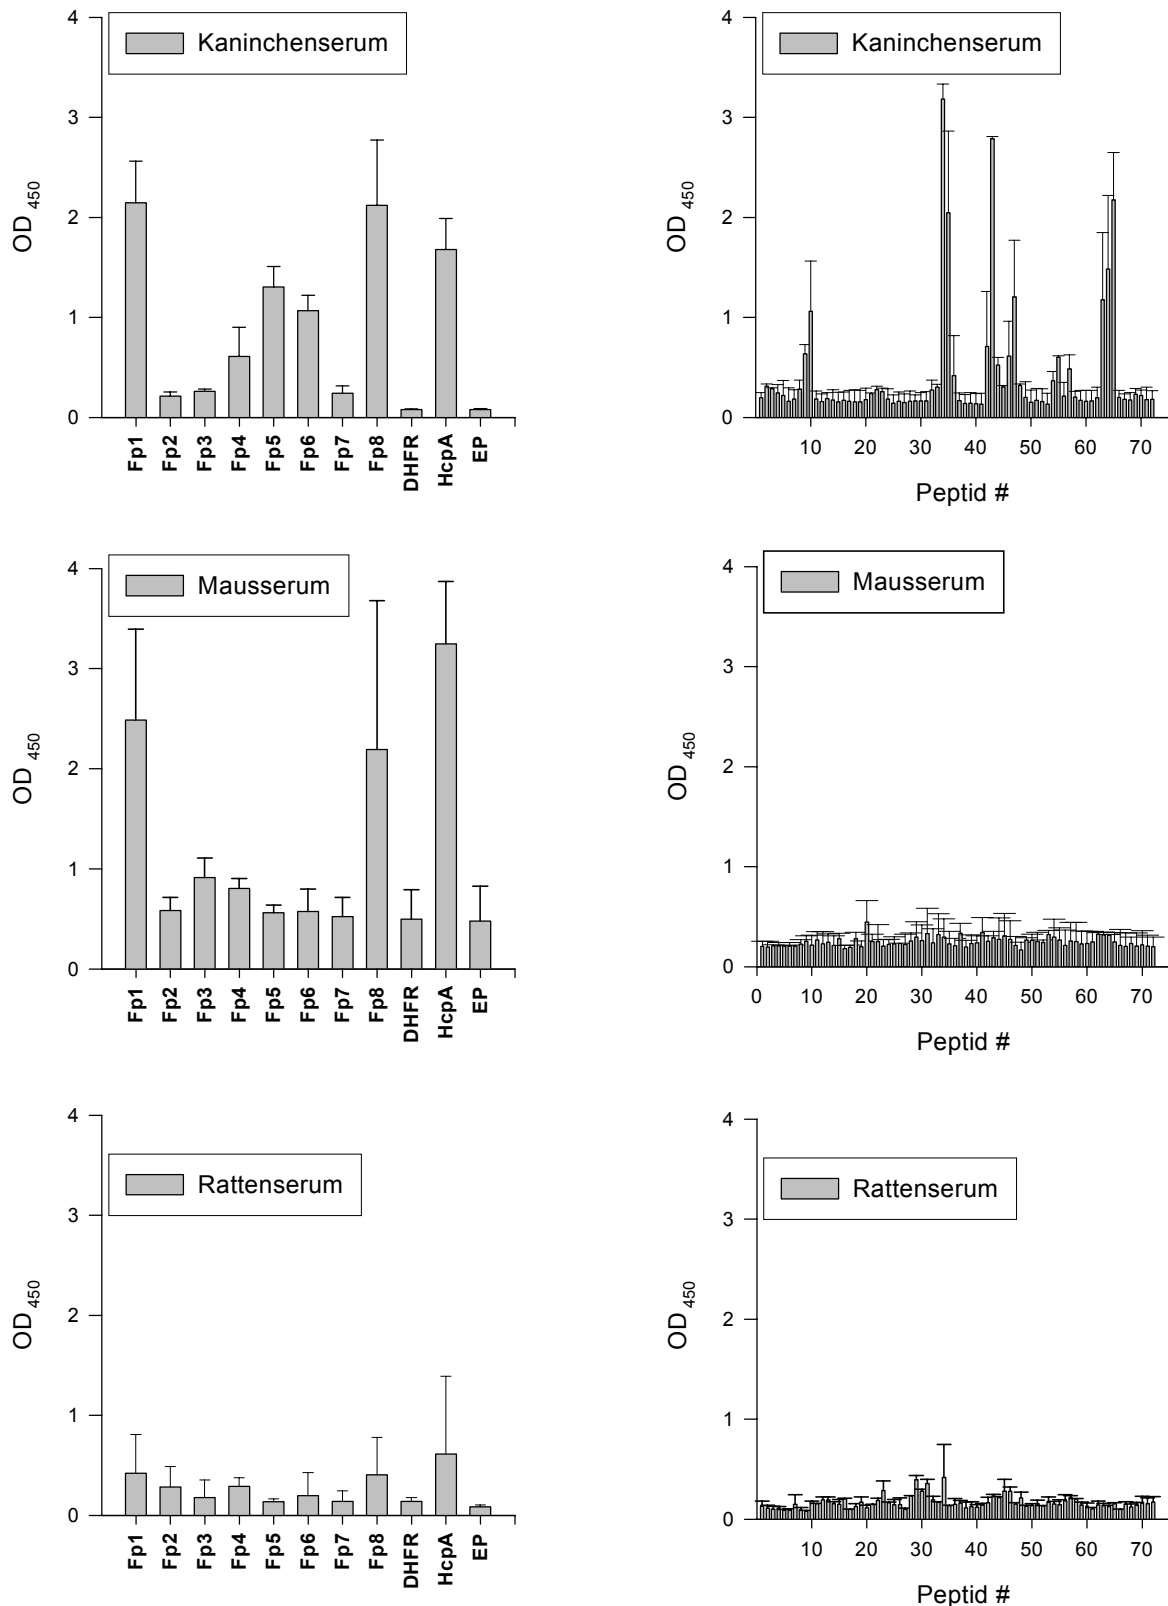 Kaninchenserum
4
3
2
1
0
OD 450
Fp1 Fp2 Fp3 Fp4 Fp5 Fp6 Fp7 Fp8 DHFR HcpA EP
Kaninchenserum
4
3
2
1
0
OD 450
10 20 30 40 50 60 70
Peptid #
Mausserum
4
3
2
1
0
OD 450
Fp1 Fp2 Fp3 Fp4 Fp5 Fp6 Fp7 Fp8 DHFR HcpA EP
Mausserum
4
3
2
1
0
OD 450
0 10 20 30 40 50 60 70
Peptid #
Rattenserum
4
3
2
1
0
OD 450
Fp1 Fp2 Fp3 Fp4 Fp5 Fp6 Fp7 Fp8 DHFR HcpA EP
Rattenserum
4
3
2
1
0
OD 450
10 20 30 40 50 60 70
Peptid #